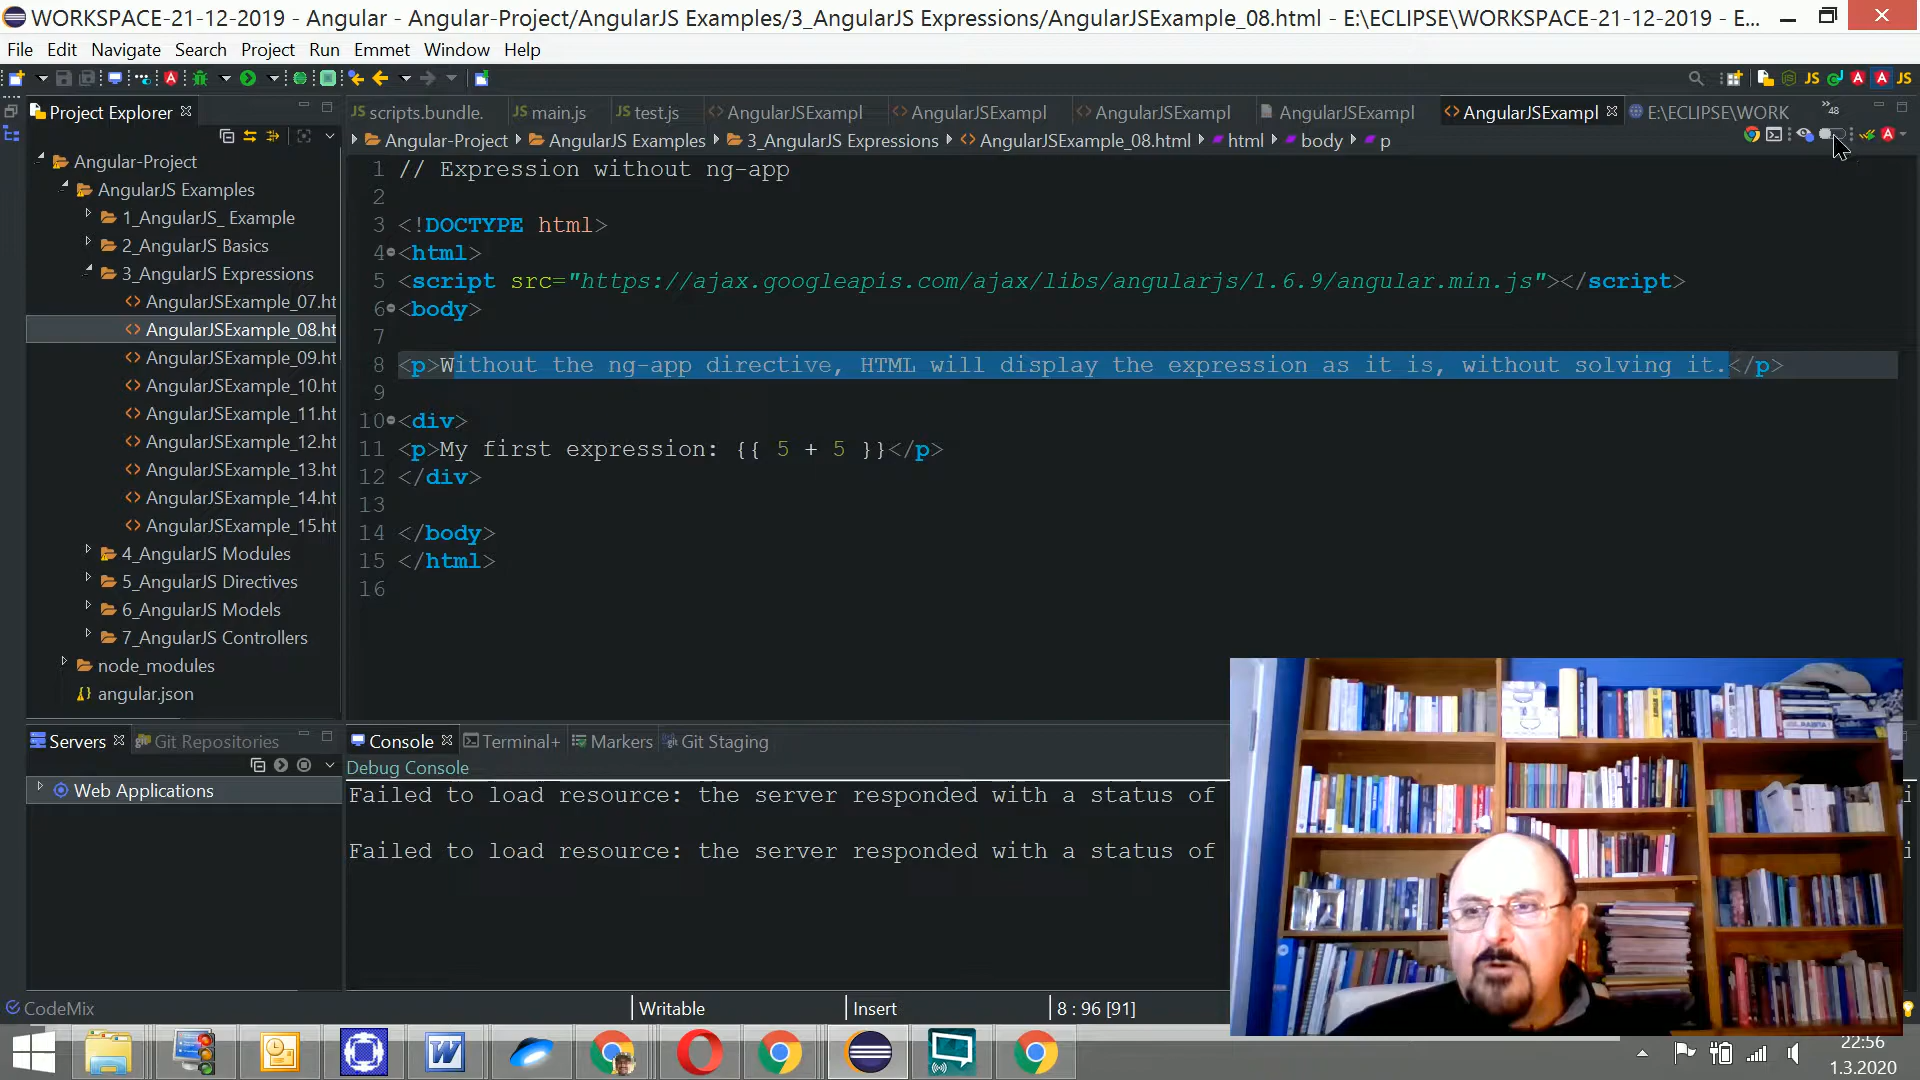 WORKSPACE-21-12-2019 - Angular - Angular-Project/AngularJS Examples/3_AngularJS Expressions/AngularJSExample_08.html - E:\ECLIPSE\WORKSPACE-21-12-2019 - E...
File Edit Navigate Search Project Run Emmet Window Help
Project Explorer
scripts.bundle. main.js test.js AngularJSExampl AngularJSExampl AngularJSExampl AngularJSExampl AngularJSExampl E:\ECLIPSE\WORK »48
Angular-Project AngularJS Examples 3_AngularJS Expressions AngularJSExample_08.html html body p
Angular-Project
AngularJS Examples
1_AngularJS_ Example
2_AngularJS Basics
3_AngularJS Expressions
AngularJSExample_07.ht
AngularJSExample_08.ht
AngularJSExample_09.ht
AngularJSExample_10.ht
AngularJSExample_11.ht
AngularJSExample_12.ht
AngularJSExample_13.ht
AngularJSExample_14.ht
AngularJSExample_15.ht
4_AngularJS Modules
5_AngularJS Directives
6_AngularJS Models
7_AngularJS Controllers
node_modules
angular.json
1 // Expression without ng-app
2
3 <!DOCTYPE html>
4 <html>
5 <script src="https://ajax.googleapis.com/ajax/libs/angularjs/1.6.9/angular.min.js"></script>
6 <body>
7
8 <p>Without the ng-app directive, HTML will display the expression as it is, without solving it.</p>
9
10 <div>
11 <p>My first expression: {{ 5 + 5 }}</p>
12 </div>
13
14 </body>
15 </html>
16
Servers Git Repositories
Web Applications
Console Terminal+ Markers Git Staging
Debug Console
Failed to load resource: the server responded with a status of
Failed to load resource: the server responded with a status of
CodeMix Writable Insert 8 : 96 [91]
22:56
1.3.2020